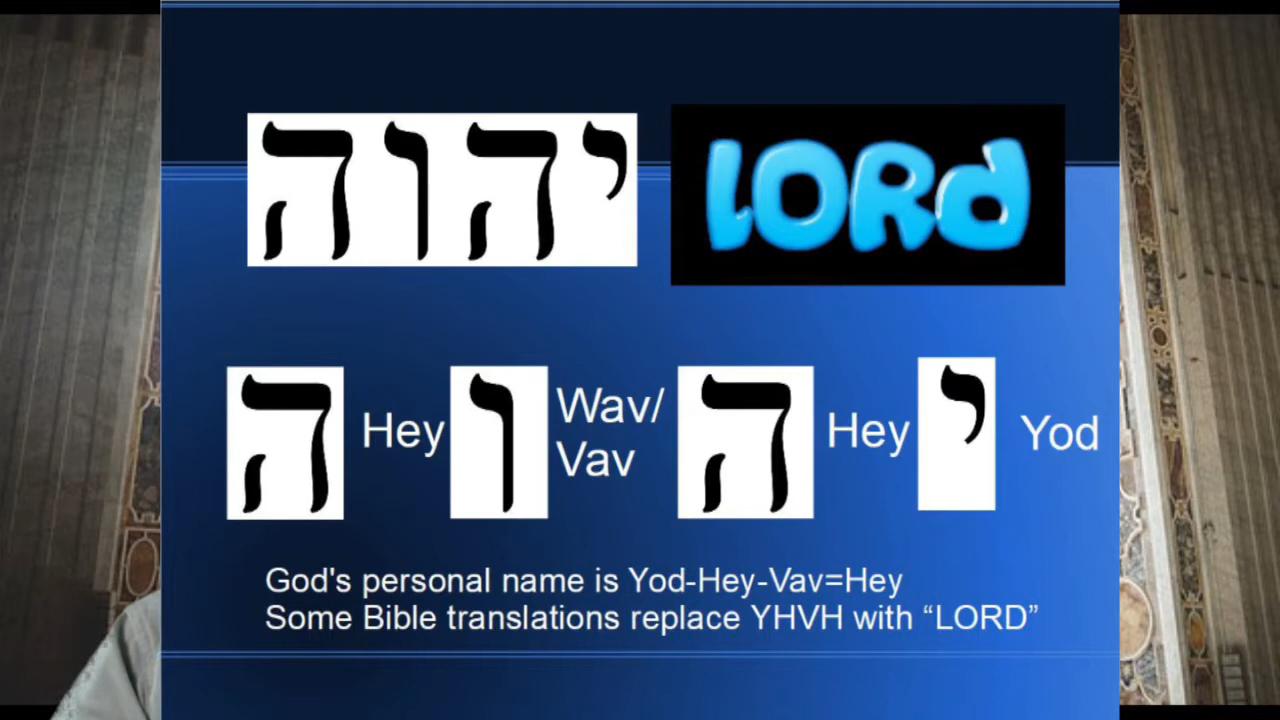 יהוה
LORd
ה Hey ו Wav/
Vav ה Hey י Yod
God's personal name is Yod-Hey-Vav=Hey
Some Bible translations replace YHVH with “LORD”